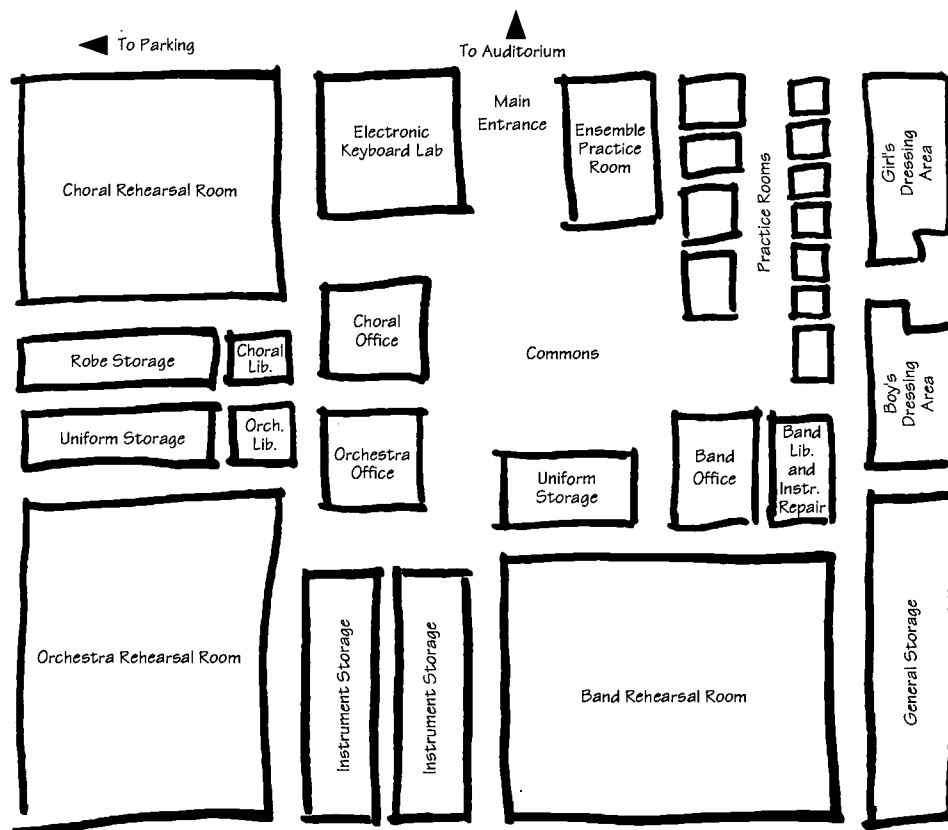 To Parking
To Auditorium
Main
Entrance
Choral Rehearsal Room
Electronic
Keyboard Lab
Ensemble
Practice
Room
Practice Rooms
Girl's
Dressing
Area
Choral
Office
Commons
Robe Storage
Choral
Lib.
Boy's
Dressing
Area
Uniform Storage
Orch.
Lib.
Orchestra
Office
Uniform
Storage
Band
Office
Band
Lib.
and
Instr.
Repair
Orchestra Rehearsal Room
Instrument Storage
Instrument Storage
Band Rehearsal Room
General Storage